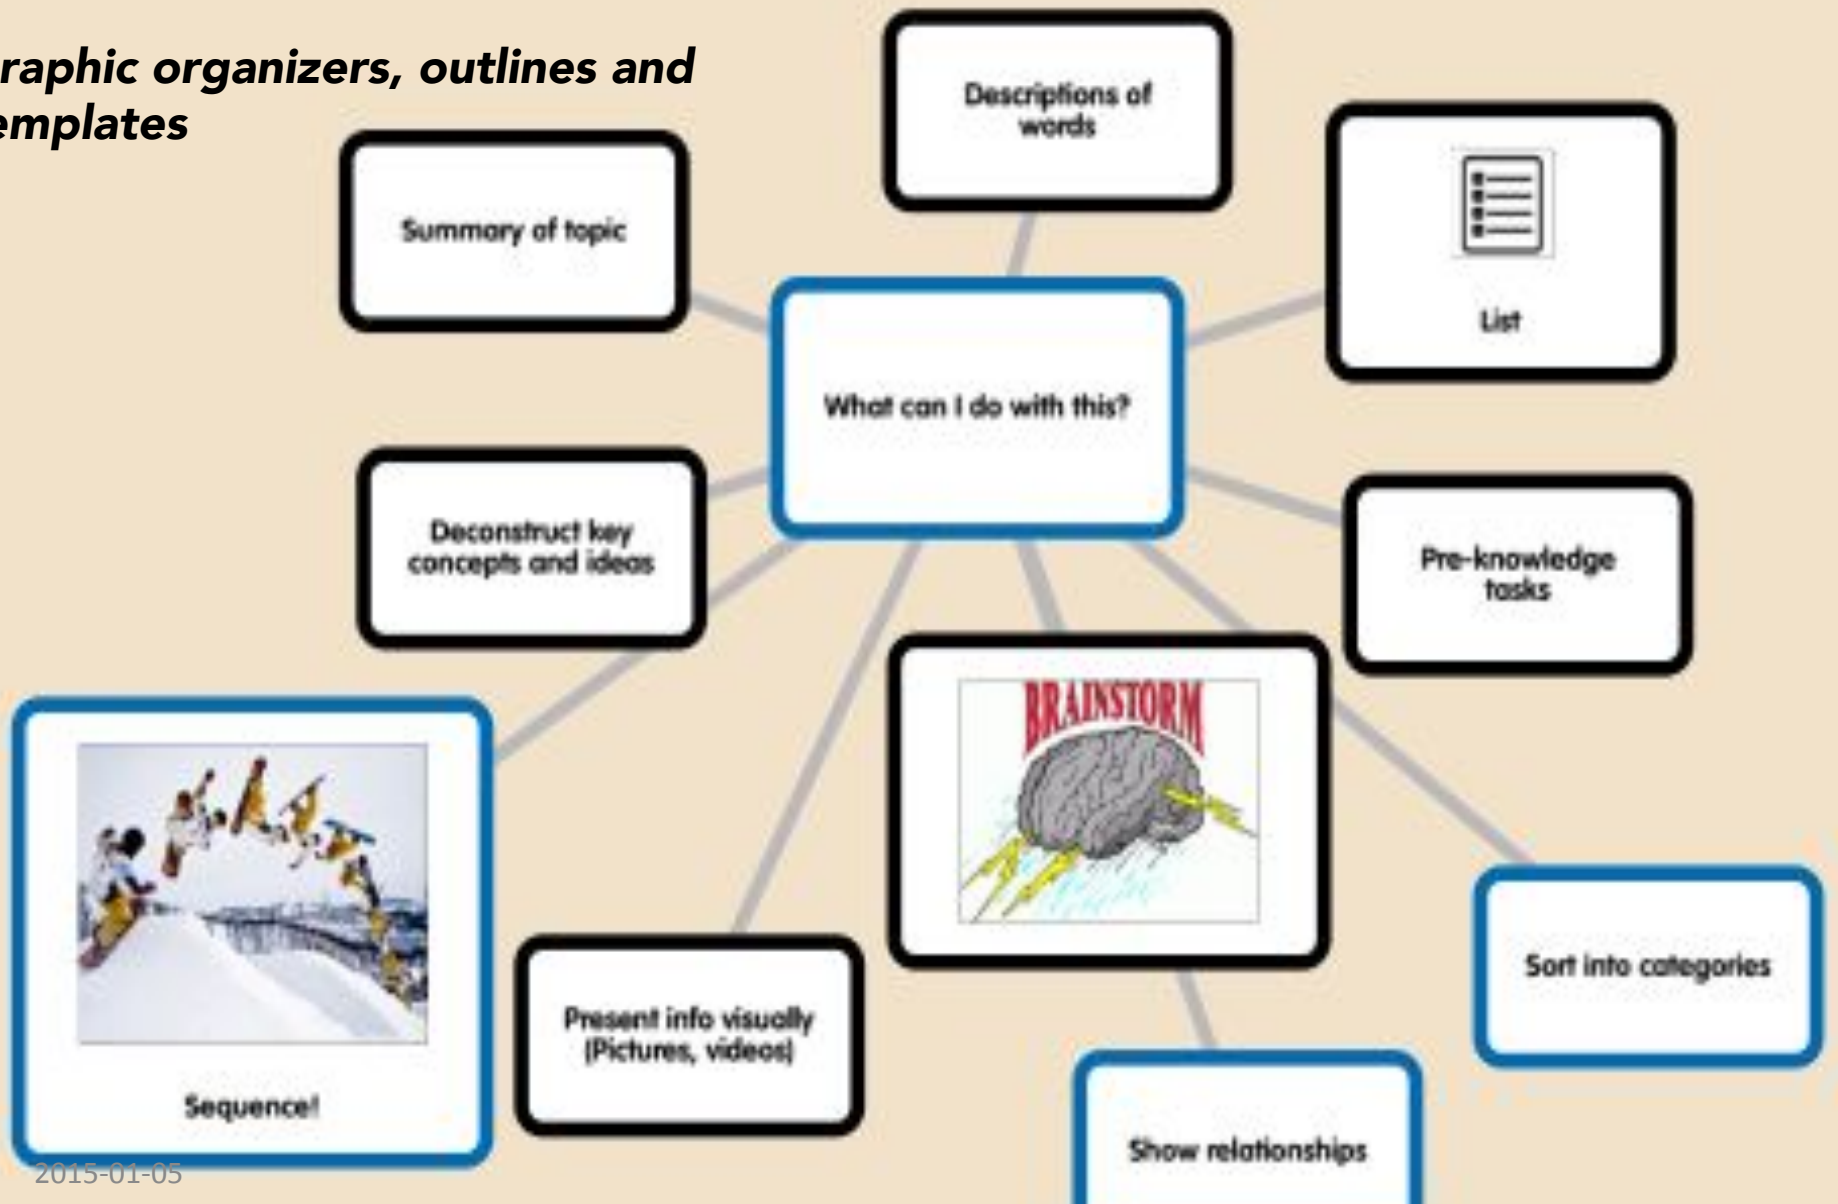 raphic organizers, outlines and
emplates
Descriptions of
words
Summary of topic
List
What can I do with this?
Deconstruct key
concepts and ideas
Pre-knowledge
tasks
BRAINSTORM
Sort into categories
Present info visually
(Pictures, videos)
Sequence!
Show relationships
2015-01-05